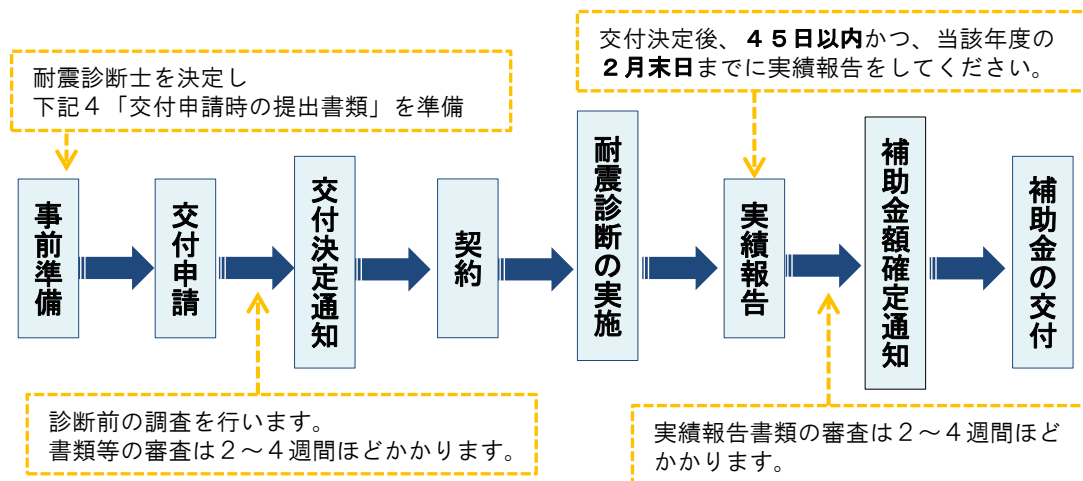 耐震診断士を決定し
下記４「交付申請時の提出書類」を準備
交付決定後、４５日以内かつ、当該年度の
２月末日までに実績報告をしてください。
事前準備
交付申請
交付決定通知
契約
耐震診断の実施
実績報告
補助金額確定通知
補助金の交付
診断前の調査を行います。
書類等の審査は２～４週間ほどかかります。
実績報告書類の審査は２～４週間ほど
かかります。